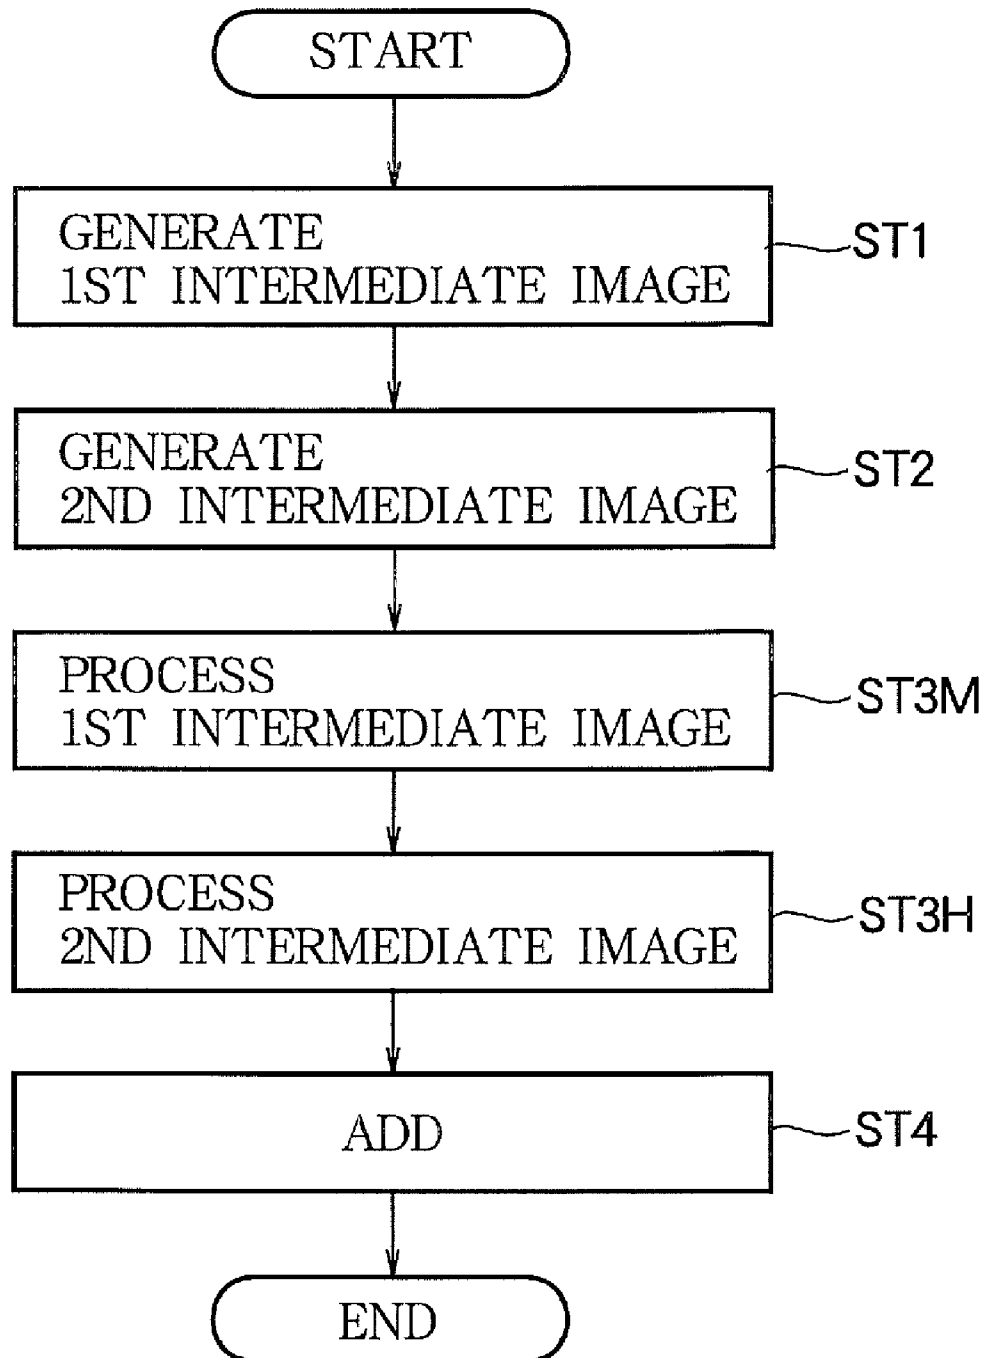 START
GENERATE
1ST INTERMEDIATE IMAGE
ST1
GENERATE
2ND INTERMEDIATE IMAGE
ST2
PROCESS
1ST INTERMEDIATE IMAGE
ST3M
PROCESS
2ND INTERMEDIATE IMAGE
ST3H
ADD
ST4
END